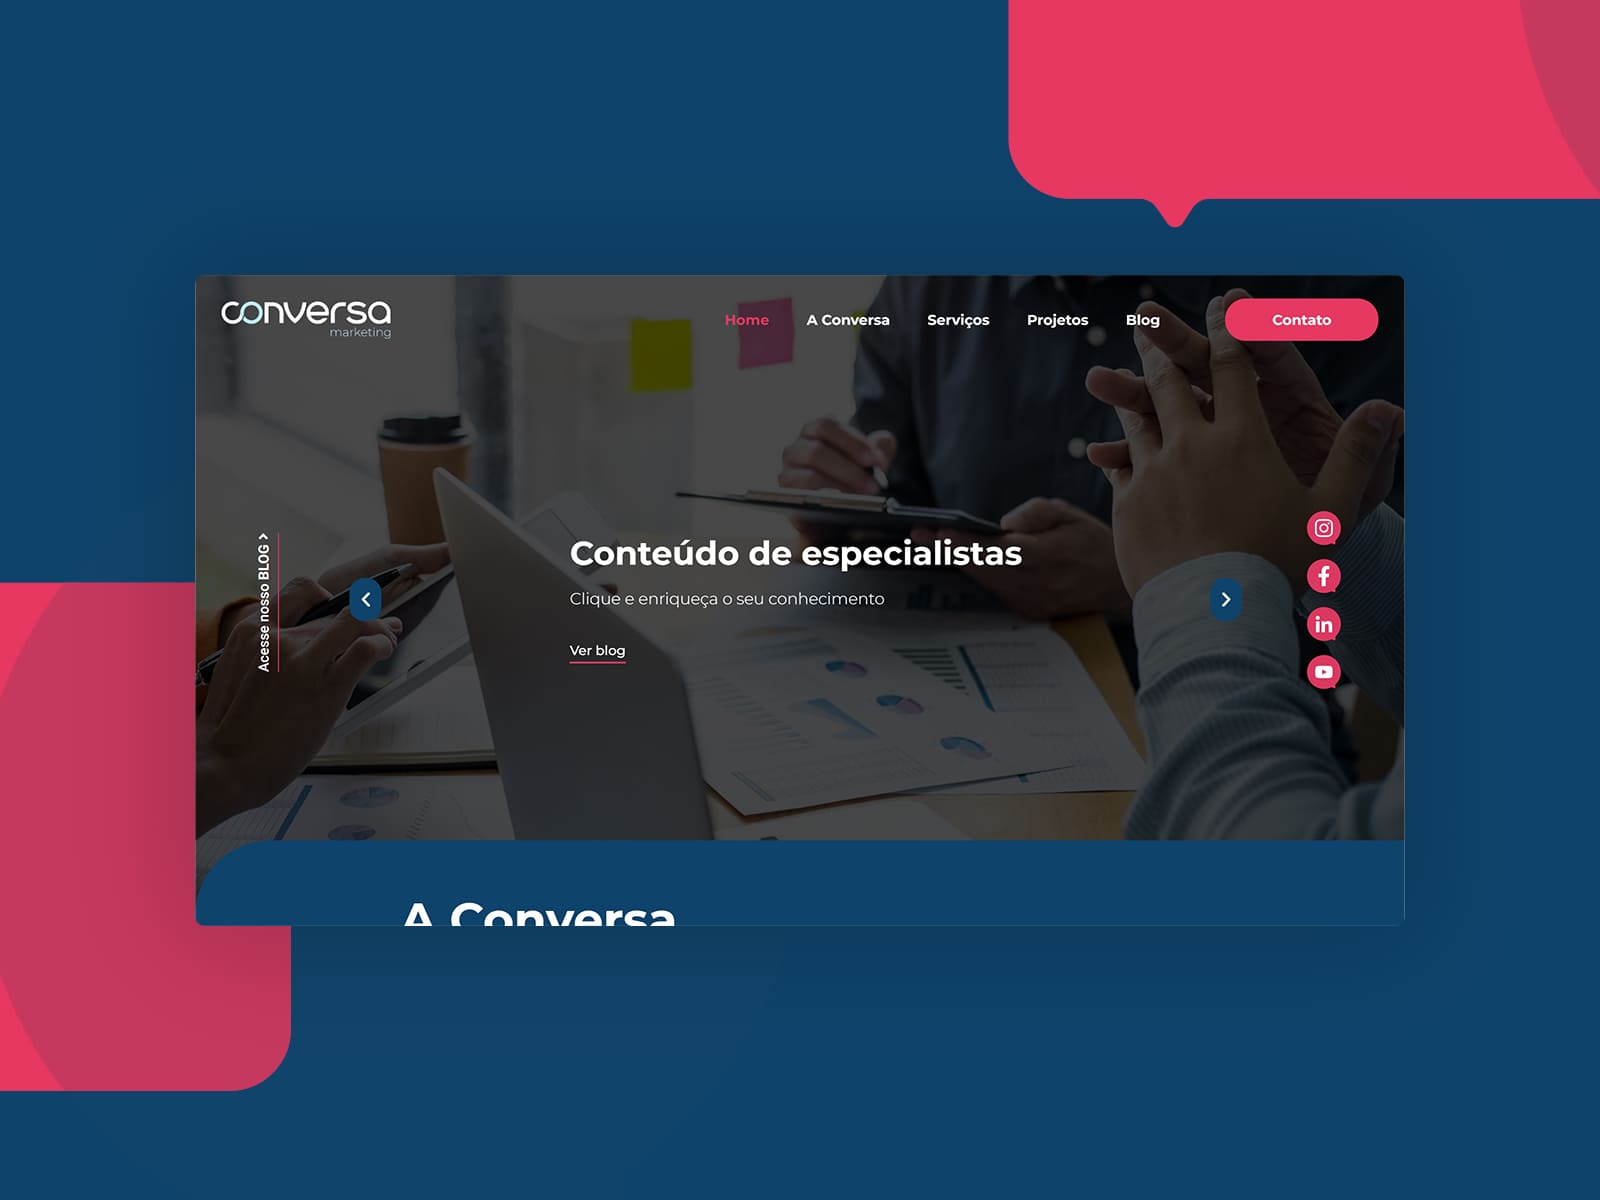 conversa
marketing
Home
A Conversa
Serviços
Projetos
Blog
Contato
Acesse nosso BLOG >
Conteúdo de especialistas
Clique e enriqueça o seu conhecimento
Ver blog
A Conversa